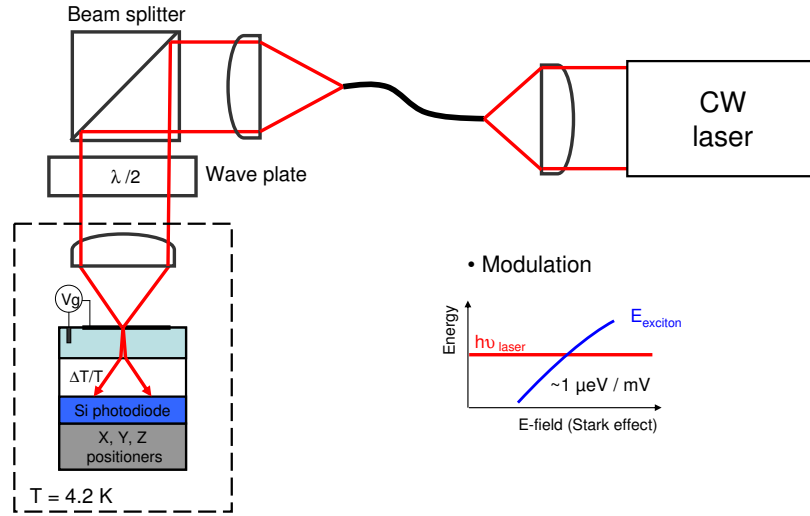 Beam splitter
CW
laser
λ/2
Wave plate
• Modulation
Vg
Energy
E exciton
hυ laser
~1 μeV / mV
E-field (Stark effect)
ΔT/T
Si photodiode
X, Y, Z
positioners
T = 4.2 K